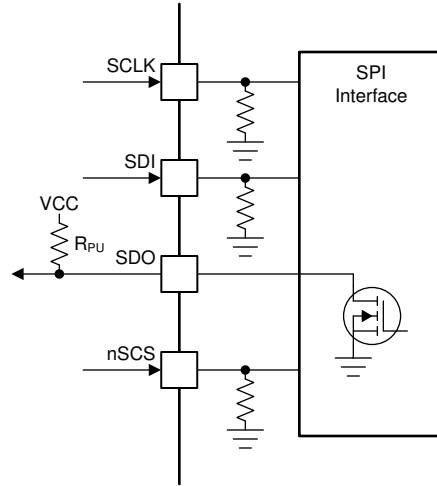 SCLK
SPI
Interface
SDI
VCC
RPU
SDO
nSCS